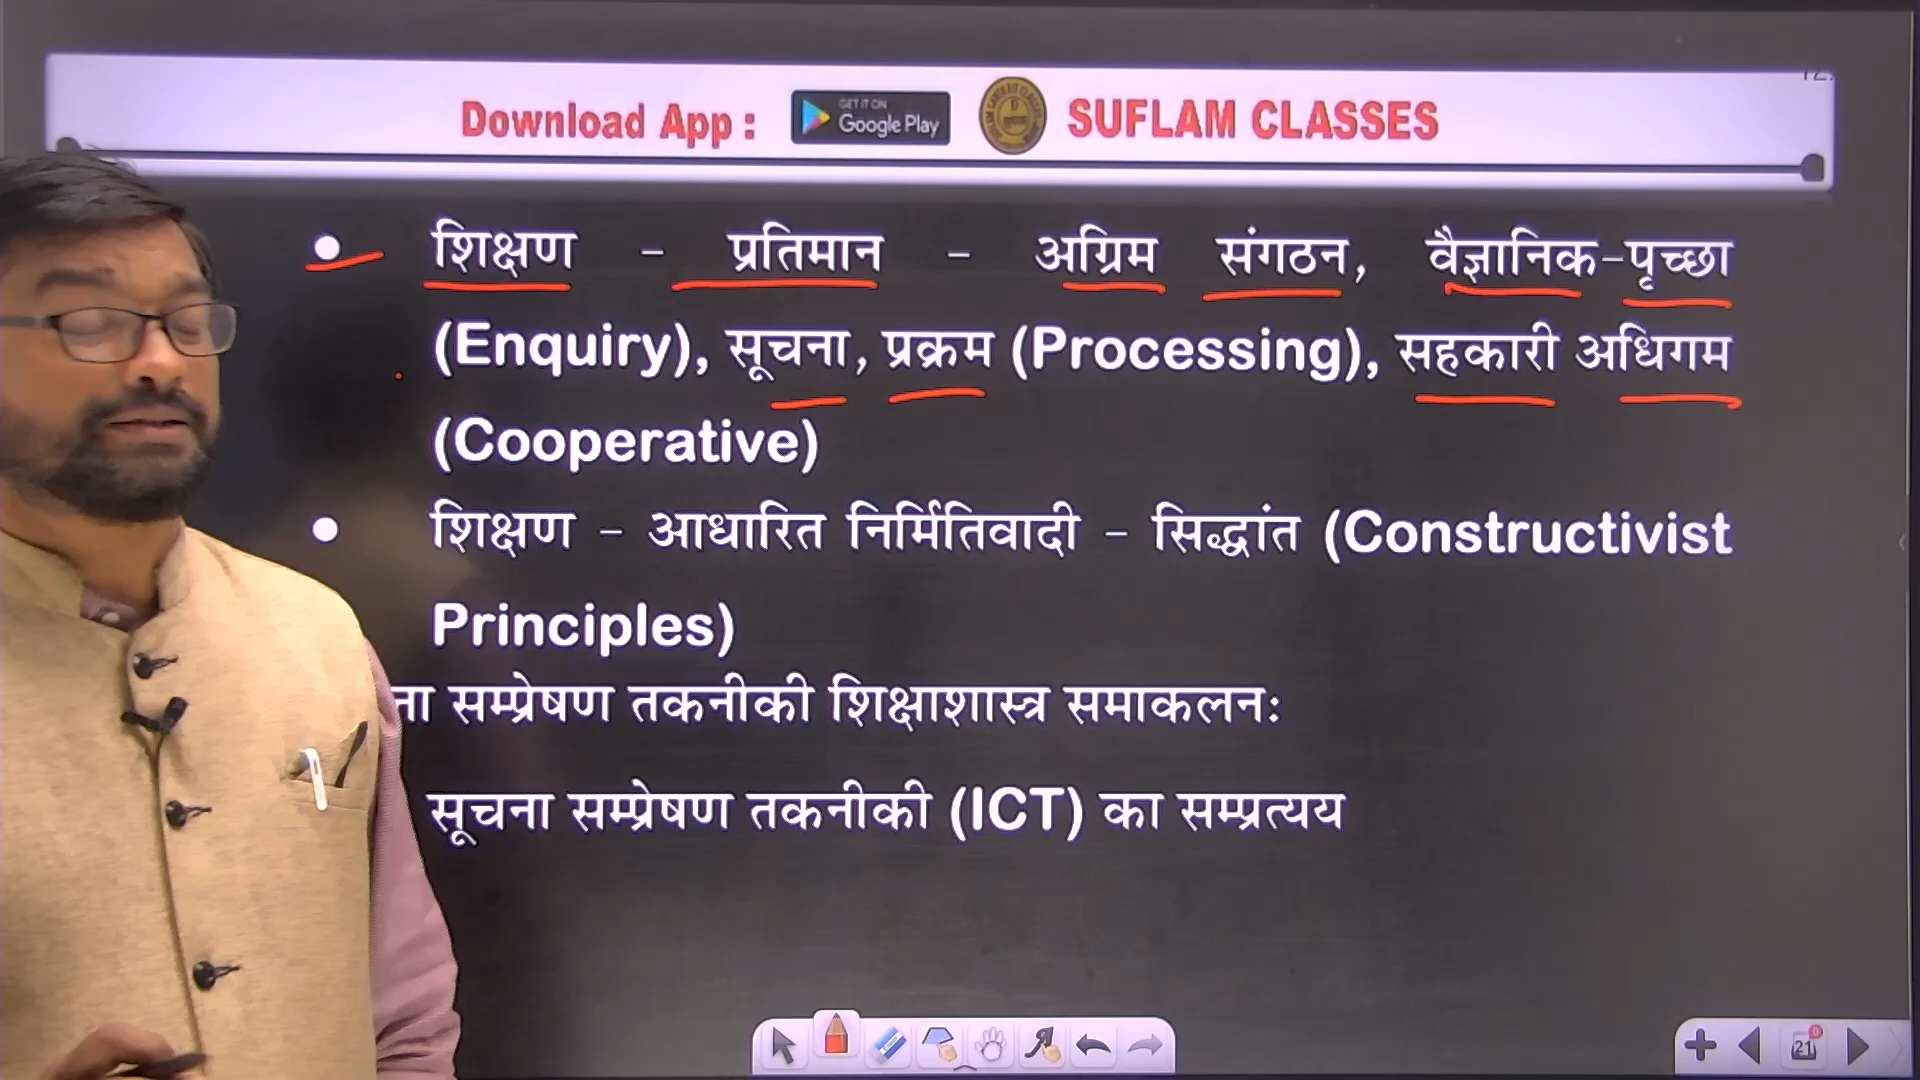 12.
Download App : GET IT ON Google Play SUFLAM CLASSES
• शिक्षण - प्रतिमान - अग्रिम संगठन, वैज्ञानिक-पृच्छा
(Enquiry), सूचना, प्रक्रम (Processing), सहकारी अधिगम
(Cooperative)
• शिक्षण - आधारित निर्मितिवादी - सिद्धांत (Constructivist
Principles)
ना सम्प्रेषण तकनीकी शिक्षाशास्त्र समाकलनः
सूचना सम्प्रेषण तकनीकी (ICT) का सम्प्रत्यय
21